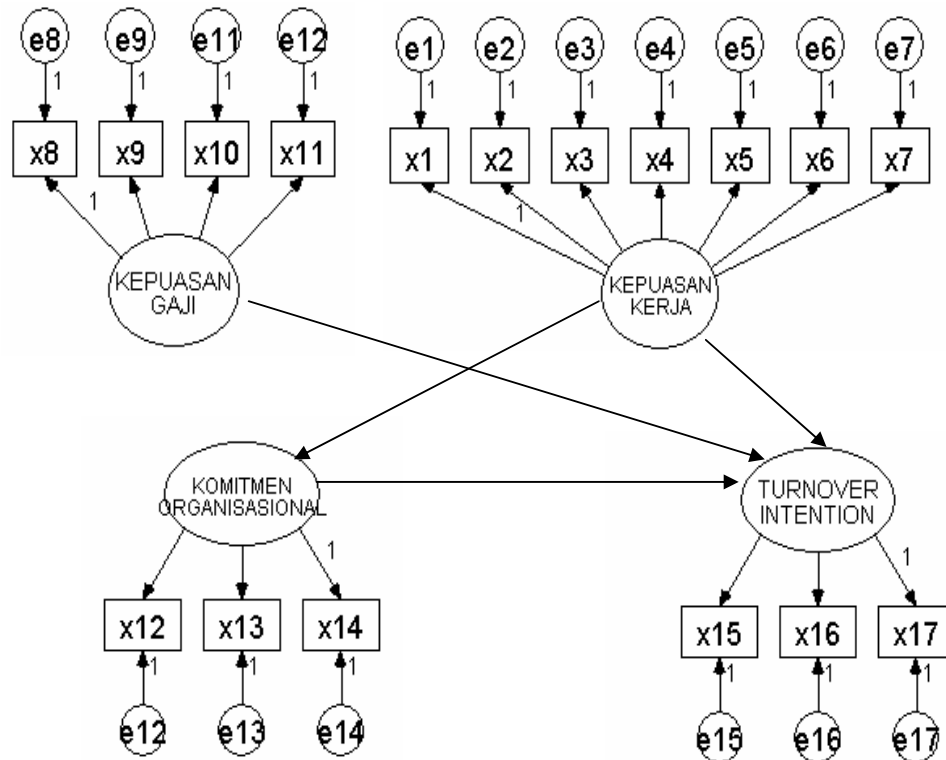 e8 e9 e11 e12 e1 e2 e3 e4 e5 e6 e7
1 1 1 1 1 1 1 1 1 1 1
x8 x9 x10 x11 x1 x2 x3 x4 x5 x6 x7
1 1
KEPUASAN
GAJI
KEPUASAN
KERJA
KOMITMEN
ORGANISASIONAL
TURNOVER
INTENTION
1 1
x12 x13 x14 x15 x16 x17
1 1 1 1 1 1
e12 e13 e14 e15 e16 e17